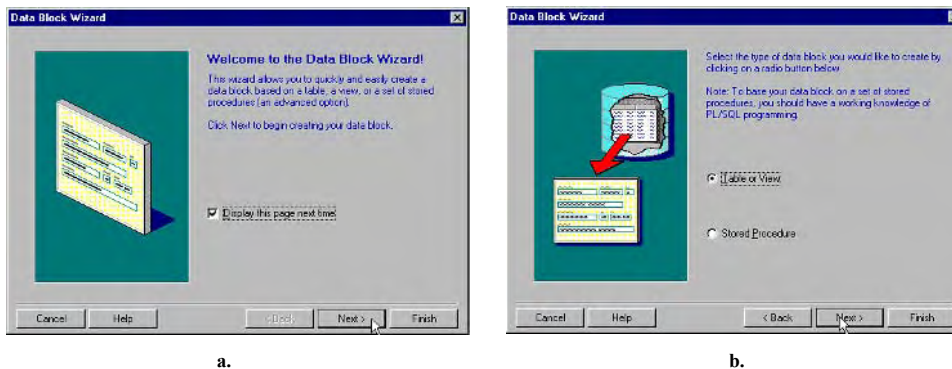 Data Block Wizard
Welcome to the Data Block Wizard!
This wizard allows you to quickly and easily create a
data block based on a table, a view, or a set of stored
procedures (an advanced option).
Click Next to begin creating your data block.
Display this page next time
Cancel
Help
< Back
Next >
Finish
a.
Data Block Wizard
Select the type of data block you would like to create by
clicking on a radio button below.
Note: To base your data block on a set of stored
procedures, you should have a working knowledge of
PL/SQL programming.
Table or View
Stored Procedure
Cancel
Help
< Back
Next >
Finish
b.